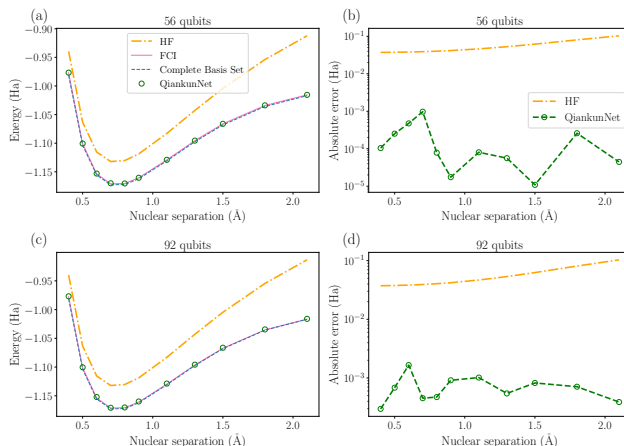 (a) 56 qubits
−0.90
−0.95
−1.00
−1.05
−1.10
−1.15
Energy (Ha)
HF
FCI
Complete Basis Set
QiankunNet
0.5 1.0 1.5 2.0
Nuclear separation (Å)
(b) 56 qubits
10⁻¹
10⁻²
10⁻³
10⁻⁴
10⁻⁵
Absolute error (Ha)
HF
QiankunNet
0.5 1.0 1.5 2.0
Nuclear separation (Å)
(c) 92 qubits
−0.95
−1.00
−1.05
−1.10
−1.15
Energy (Ha)
0.5 1.0 1.5 2.0
Nuclear separation (Å)
(d) 92 qubits
10⁻¹
10⁻²
10⁻³
Absolute error (Ha)
0.5 1.0 1.5 2.0
Nuclear separation (Å)